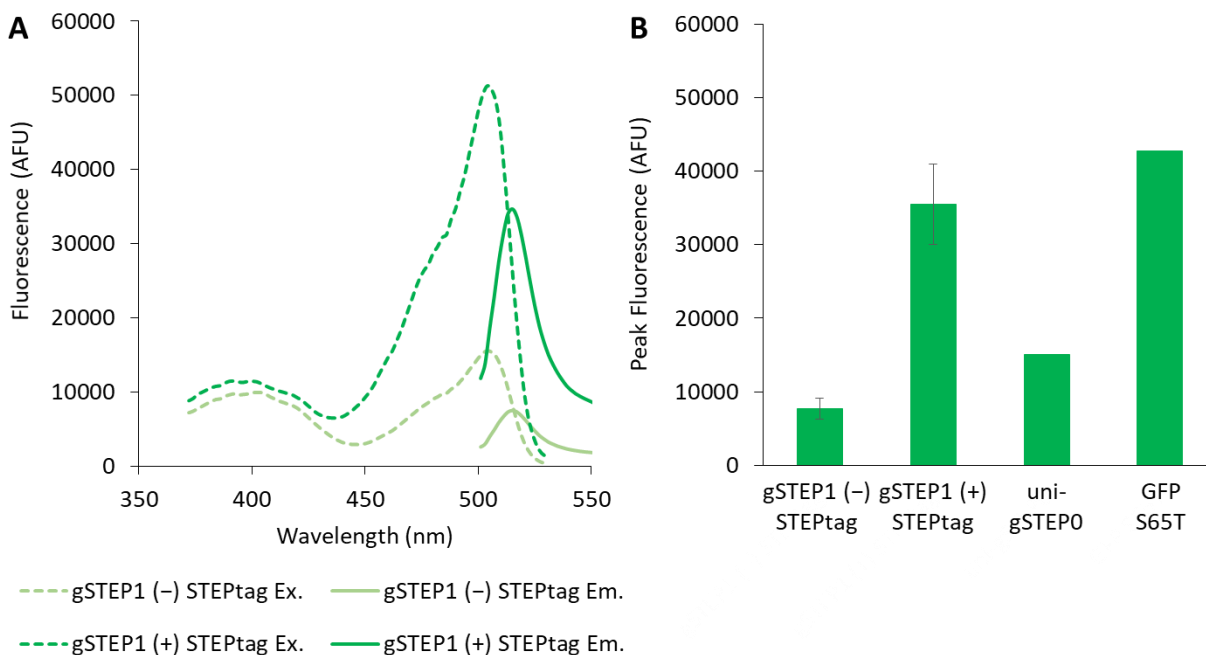 A
60000
50000
40000
30000
20000
10000
0
Fluorescence (AFU)
350 400 450 500 550
Wavelength (nm)
gSTEP1 (−) STEPtag Ex.
gSTEP1 (−) STEPtag Em.
gSTEP1 (+) STEPtag Ex.
gSTEP1 (+) STEPtag Em.
B
60000
50000
40000
30000
20000
10000
0
Peak Fluorescence (AFU)
gSTEP1 (−)
STEPtag
gSTEP1 (+)
STEPtag
uni-
gSTEP0
GFP
S65T